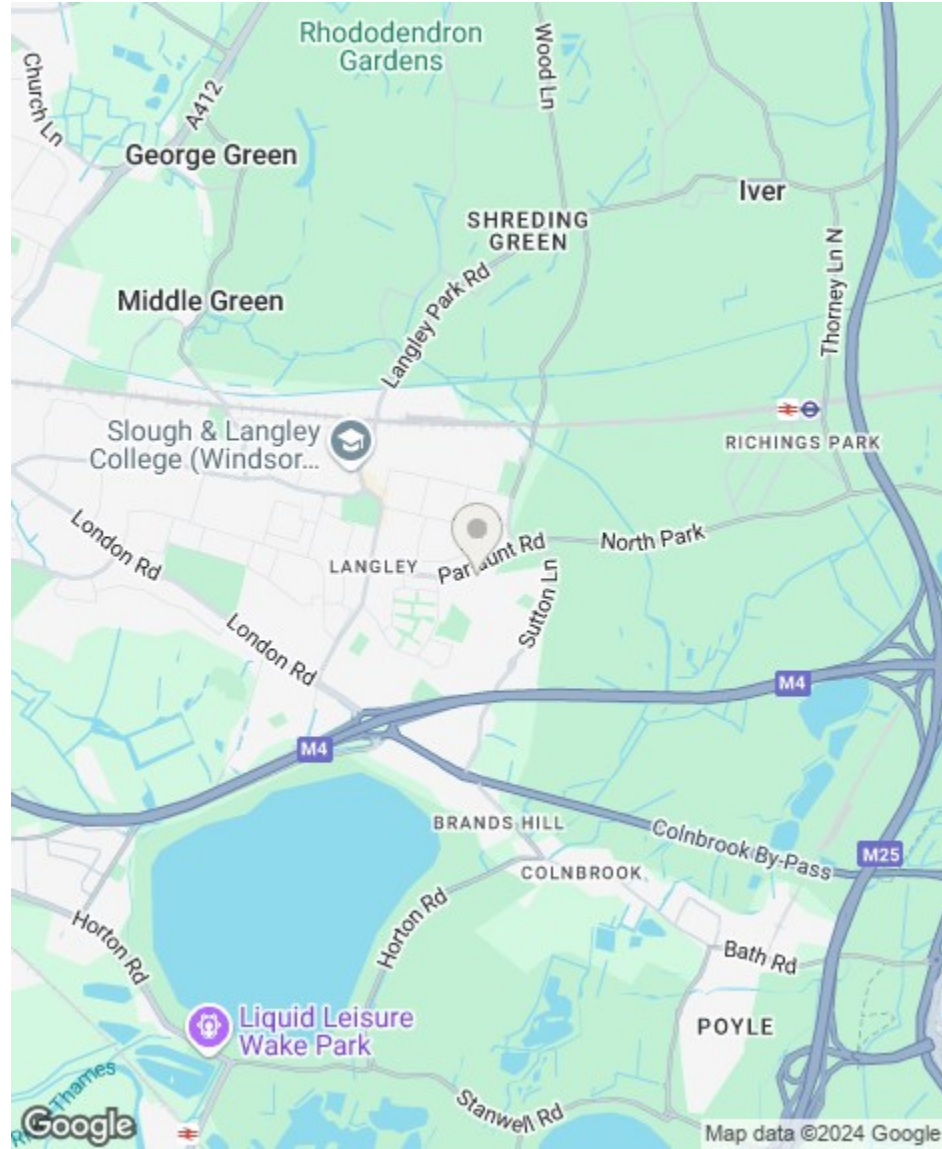 Rhododendron
Gardens
Wood Ln
Church Ln
A412
George Green
Iver
SHREDING
GREEN
Langley Park Rd
Thorney Ln N
Middle Green
Slough & Langley
College (Windsor...
RICHINGS PARK
London Rd
North Park
LANGLEY
Sutton Ln
London Rd
M4
M4
BRANDS HILL
Colnbrook By-Pass
M25
COLNBROOK
Horton Rd
Horton Rd
Bath Rd
Liquid Leisure
Wake Park
POYLE
Thames
Stanwell Rd
Google
Map data ©2024 Google